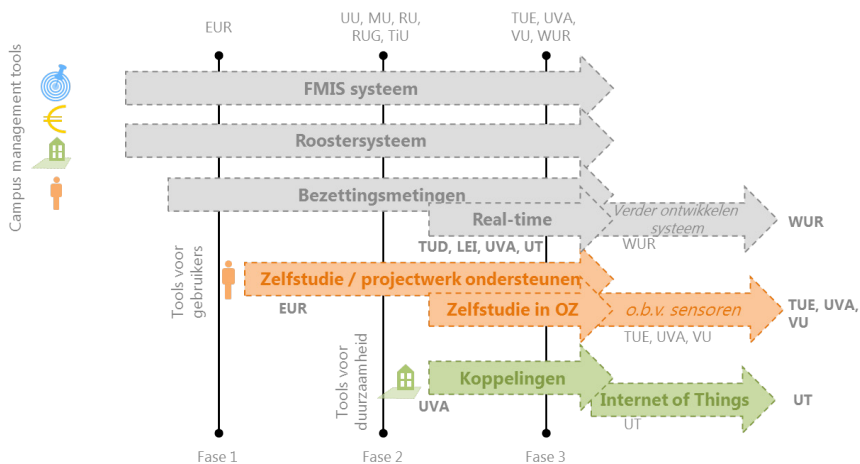 EUR
UU, MU, RU,
RUG, TiU
TUE, UVA,
VU, WUR
Campus management tools
FMIS systeem
Roostersysteem
Bezettingsmetingen
Real-time
Verder ontwikkelen
systeem
WUR
TUD, LEI, UVA, UT
WUR
Tools voor
gebruikers
Zelfstudie / projectwerk ondersteunen
EUR
Zelfstudie in OZ
o.b.v. sensoren
TUE, UVA,
VU
TUE, UVA, VU
Tools voor
duurzaamheid
Koppelingen
UVA
Internet of Things
UT
UT
Fase 1
Fase 2
Fase 3